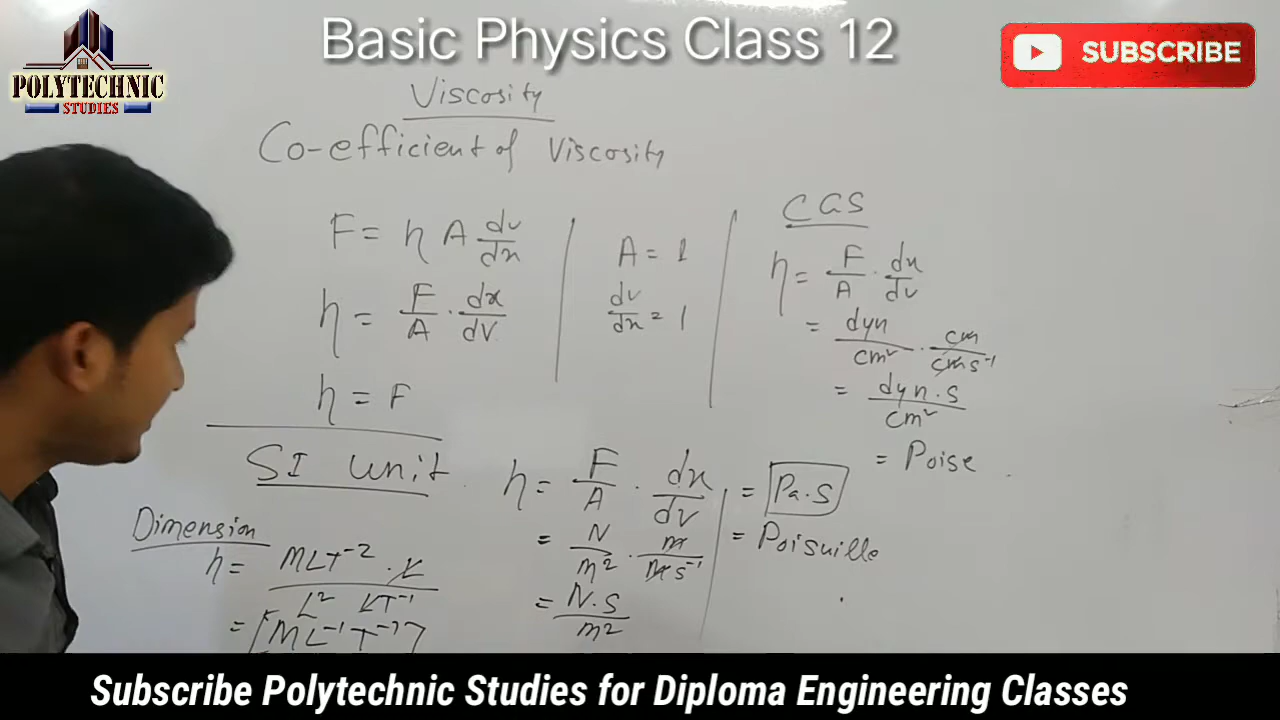 Basic Physics Class 12
POLYTECHNIC
STUDIES
SUBSCRIBE
Viscosity
Co-efficient of Viscosity
F = η A dv/dx
η = F/A · dx/dv
η = F
A = 1
dv/dx = 1
CGS
η = F/A · dx/dv
= dyn/cm² · cm/cm s⁻¹
= dyn·s/cm²
= Poise
SI unit
η = F/A · dx/dv
= N/m² · m/m s⁻¹
= N·s/m²
= Pa·S
= Poisuille
Dimension
η = MLT⁻² · L / L² LT⁻¹
= [ML⁻¹T⁻¹]
Subscribe Polytechnic Studies for Diploma Engineering Classes